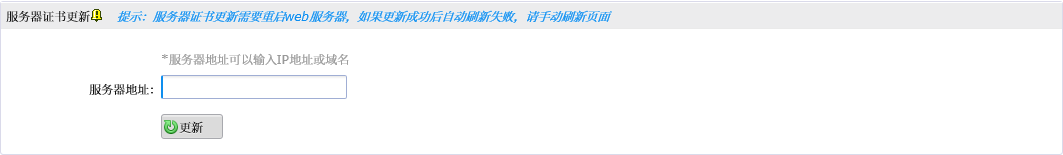 服务器证书更新 提示：服务器证书更新需要重启web服务器，如果更新成功后自动刷新失败，请手动刷新页面
*服务器地址可以输入IP地址或域名
服务器地址：
更新